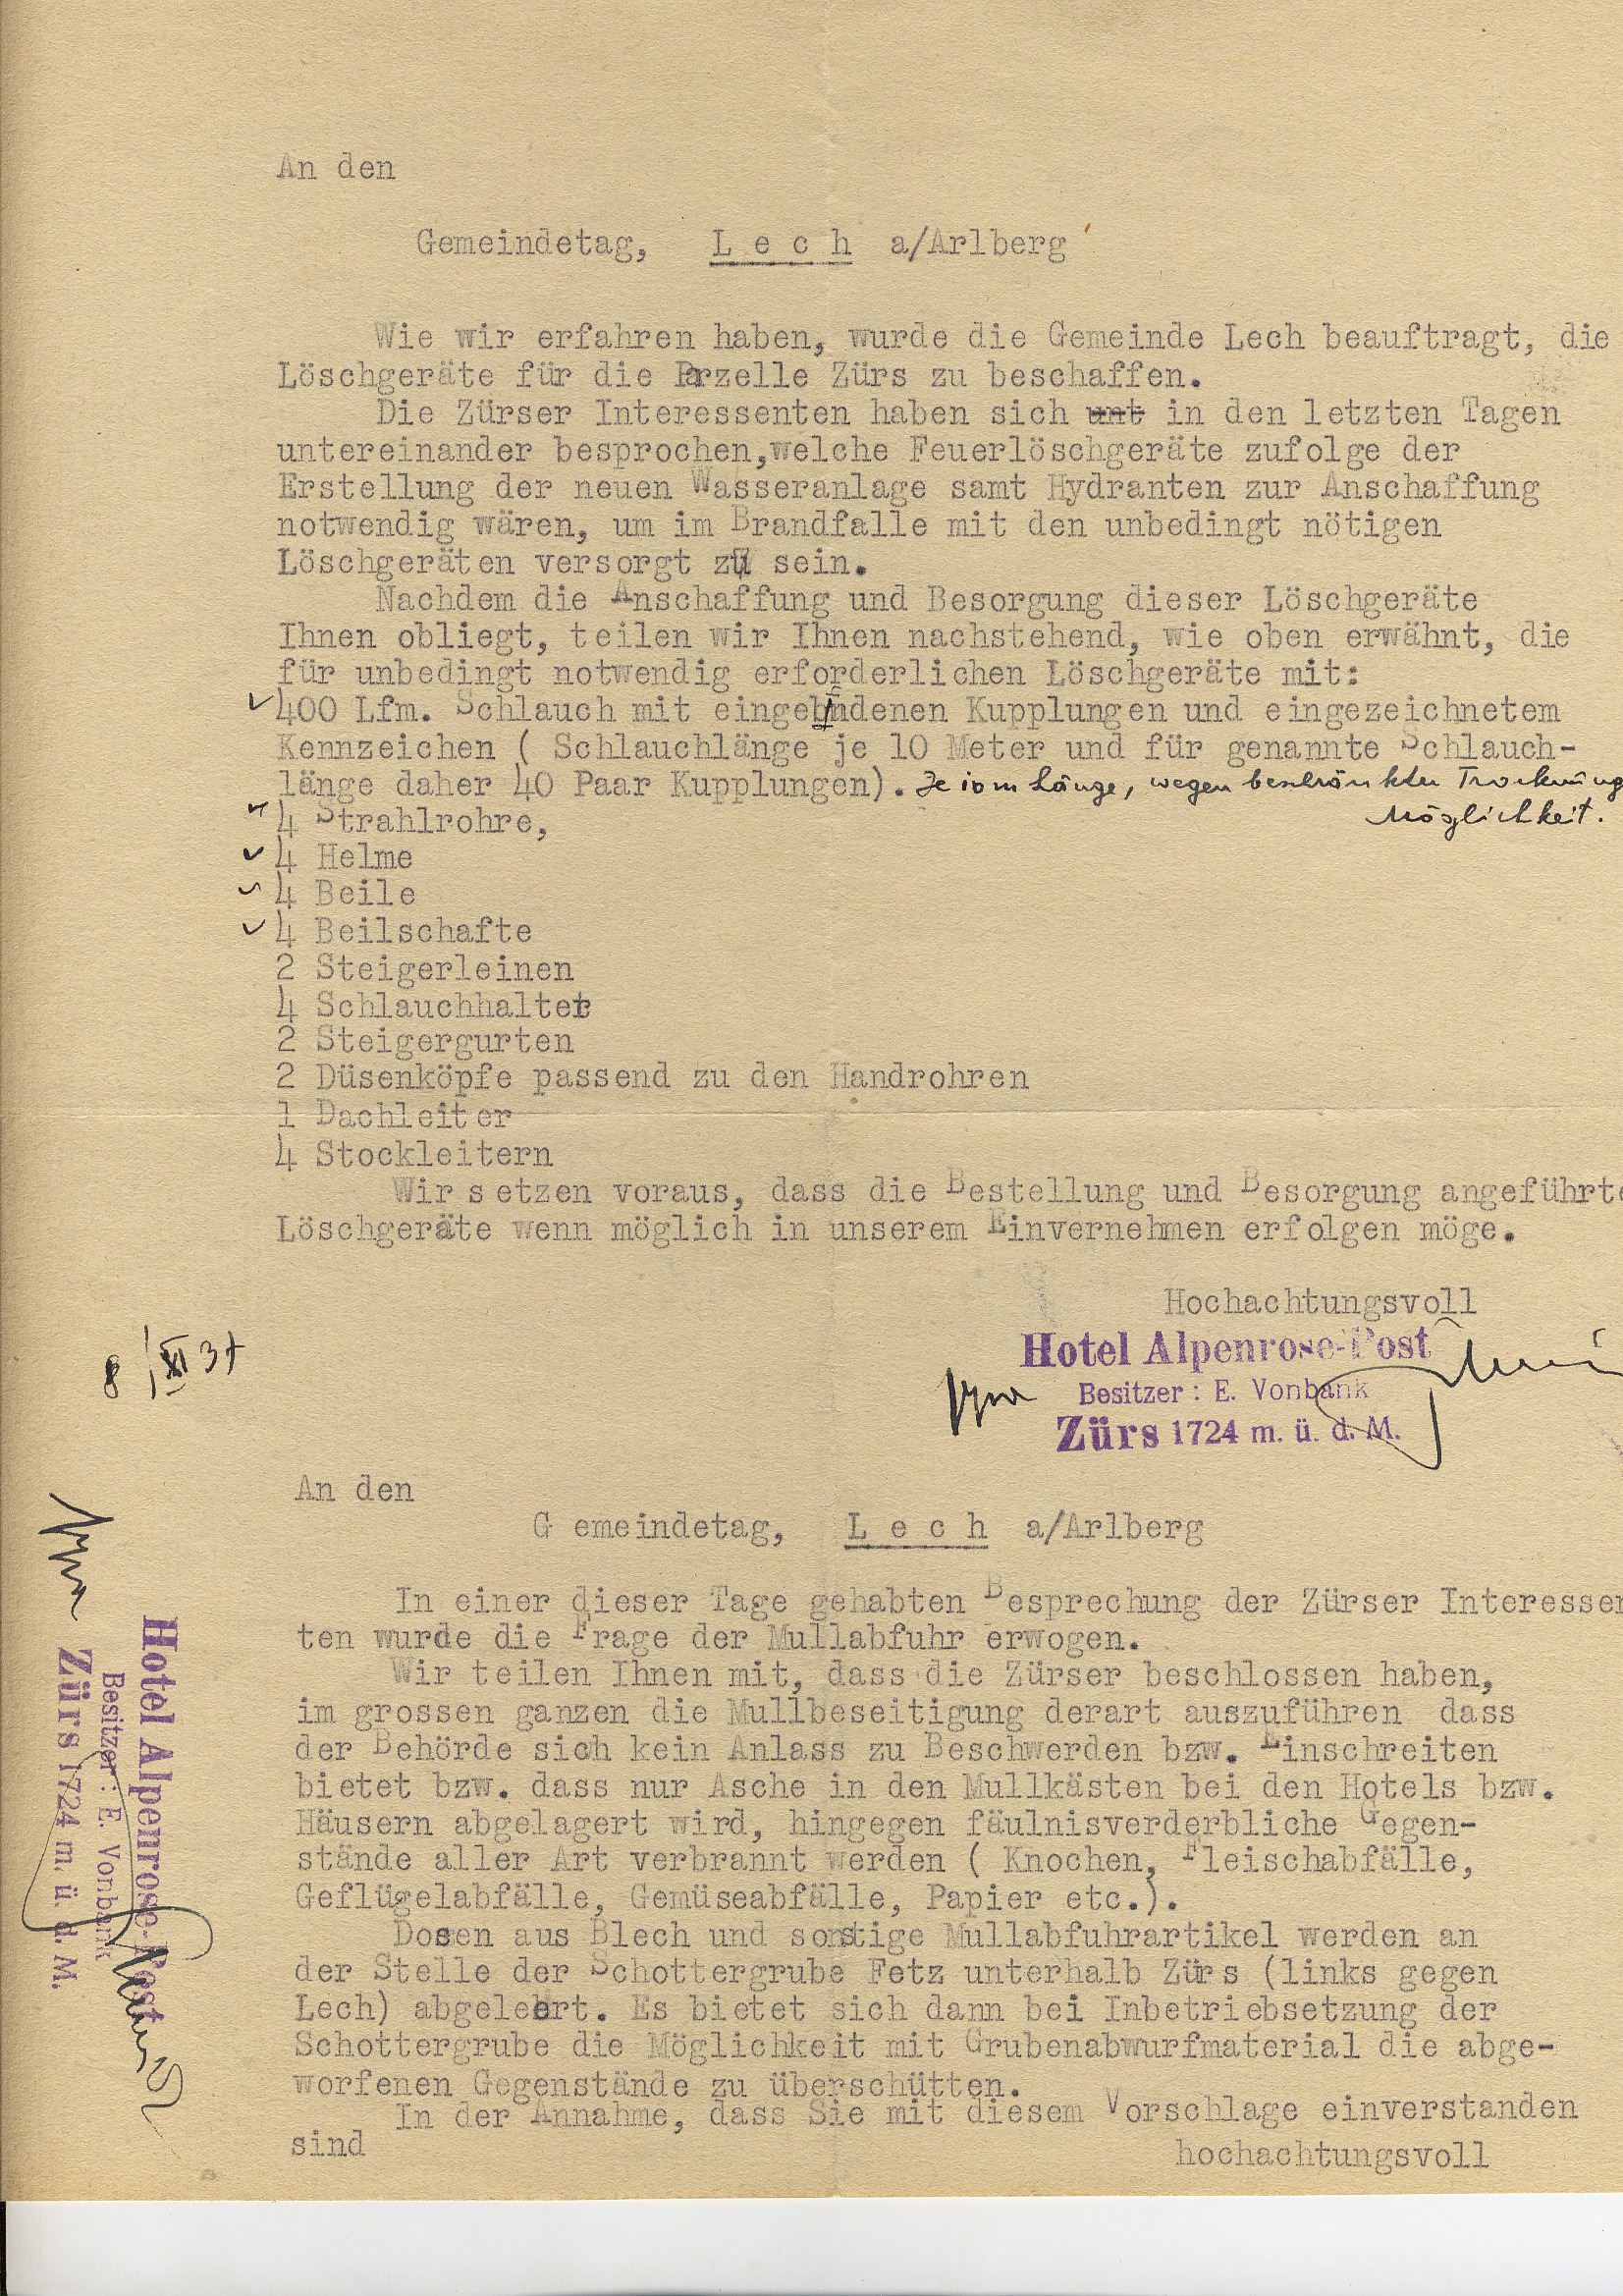 An den
Gemeindetag, Lech a/Arlberg
Wie wir erfahren haben, wurde die Gemeinde Lech beauftragt, die
Löschgeräte für die Parzelle Zürs zu beschaffen.
Die Zürser Interessenten haben sich unt in den letzten Tagen
untereinander besprochen,welche Feuerlöschgeräte zufolge der
Erstellung der neuen Wasseranlage samt Hydranten zur Anschaffung
notwendig wären, um im Brandfalle mit den unbedingt nötigen
Löschgeräten versorgt zu sein.
Nachdem die Anschaffung und Besorgung dieser Löschgeräte
Ihnen obliegt, teilen wir Ihnen nachstehend, wie oben erwähnt, die
für unbedingt notwendig erforderlichen Löschgeräte mit:
✓ 400 Lfm. Schlauch mit eingebundenen Kupplungen und eingezeichnetem
Kennzeichen ( Schlauchlänge je 10 Meter und für genannte Schlauch-
länge daher 40 Paar Kupplungen). Je 10 m Länge, wegen beschränkter Trocknung
Möglichkeit.
✓ 4 Strahlrohre,
✓ 4 Helme
✓ 4 Beile
✓ 4 Beilschafte
2 Steigerleinen
4 Schlauchhalter
2 Steigergurten
2 Düsenköpfe passend zu den Handrohren
1 Dachleiter
4 Stockleitern
Wir setzen voraus, dass die Bestellung und Besorgung angeführte
Löschgeräte wenn möglich in unserem Einvernehmen erfolgen möge.
Hochachtungsvoll
Hotel Alpenrose-Post
Besitzer : E. Vonbank
Zürs 1724 m. ü. d. M.
8 / XI 37
An den
G emeindetag, Lech a/Arlberg
In einer dieser Tage gehabten Besprechung der Zürser Interessen
ten wurde die Frage der Mullabfuhr erwogen.
Wir teilen Ihnen mit, dass die Zürser beschlossen haben,
im grossen ganzen die Mullbeseitigung derart auszuführen dass
der Behörde sich kein Anlass zu Beschwerden bzw. Einschreiten
bietet bzw. dass nur Asche in den Mullkästen bei den Hotels bzw.
Häusern abgelagert wird, hingegen fäulnisverderbliche Gegen-
stände aller Art verbrannt werden ( Knochen, Fleischabfälle,
Geflügelabfälle, Gemüseabfälle, Papier etc.).
Dosen aus Blech und sonstige Mullabfuhrartikel werden an
der Stelle der Schottergrube Fetz unterhalb Zürs (links gegen
Lech) abgeleert. Es bietet sich dann bei Inbetriebsetzung der
Schottergrube die Möglichkeit mit Grubenabwurfmaterial die abge-
worfenen Gegenstände zu überschütten.
In der Annahme, dass Sie mit diesem Vorschlage einverstanden
sind
hochachtungsvoll
Hotel Alpenrose-Post
Besitzer : E. Vonbank
Zürs 1724 m. ü. d. M.